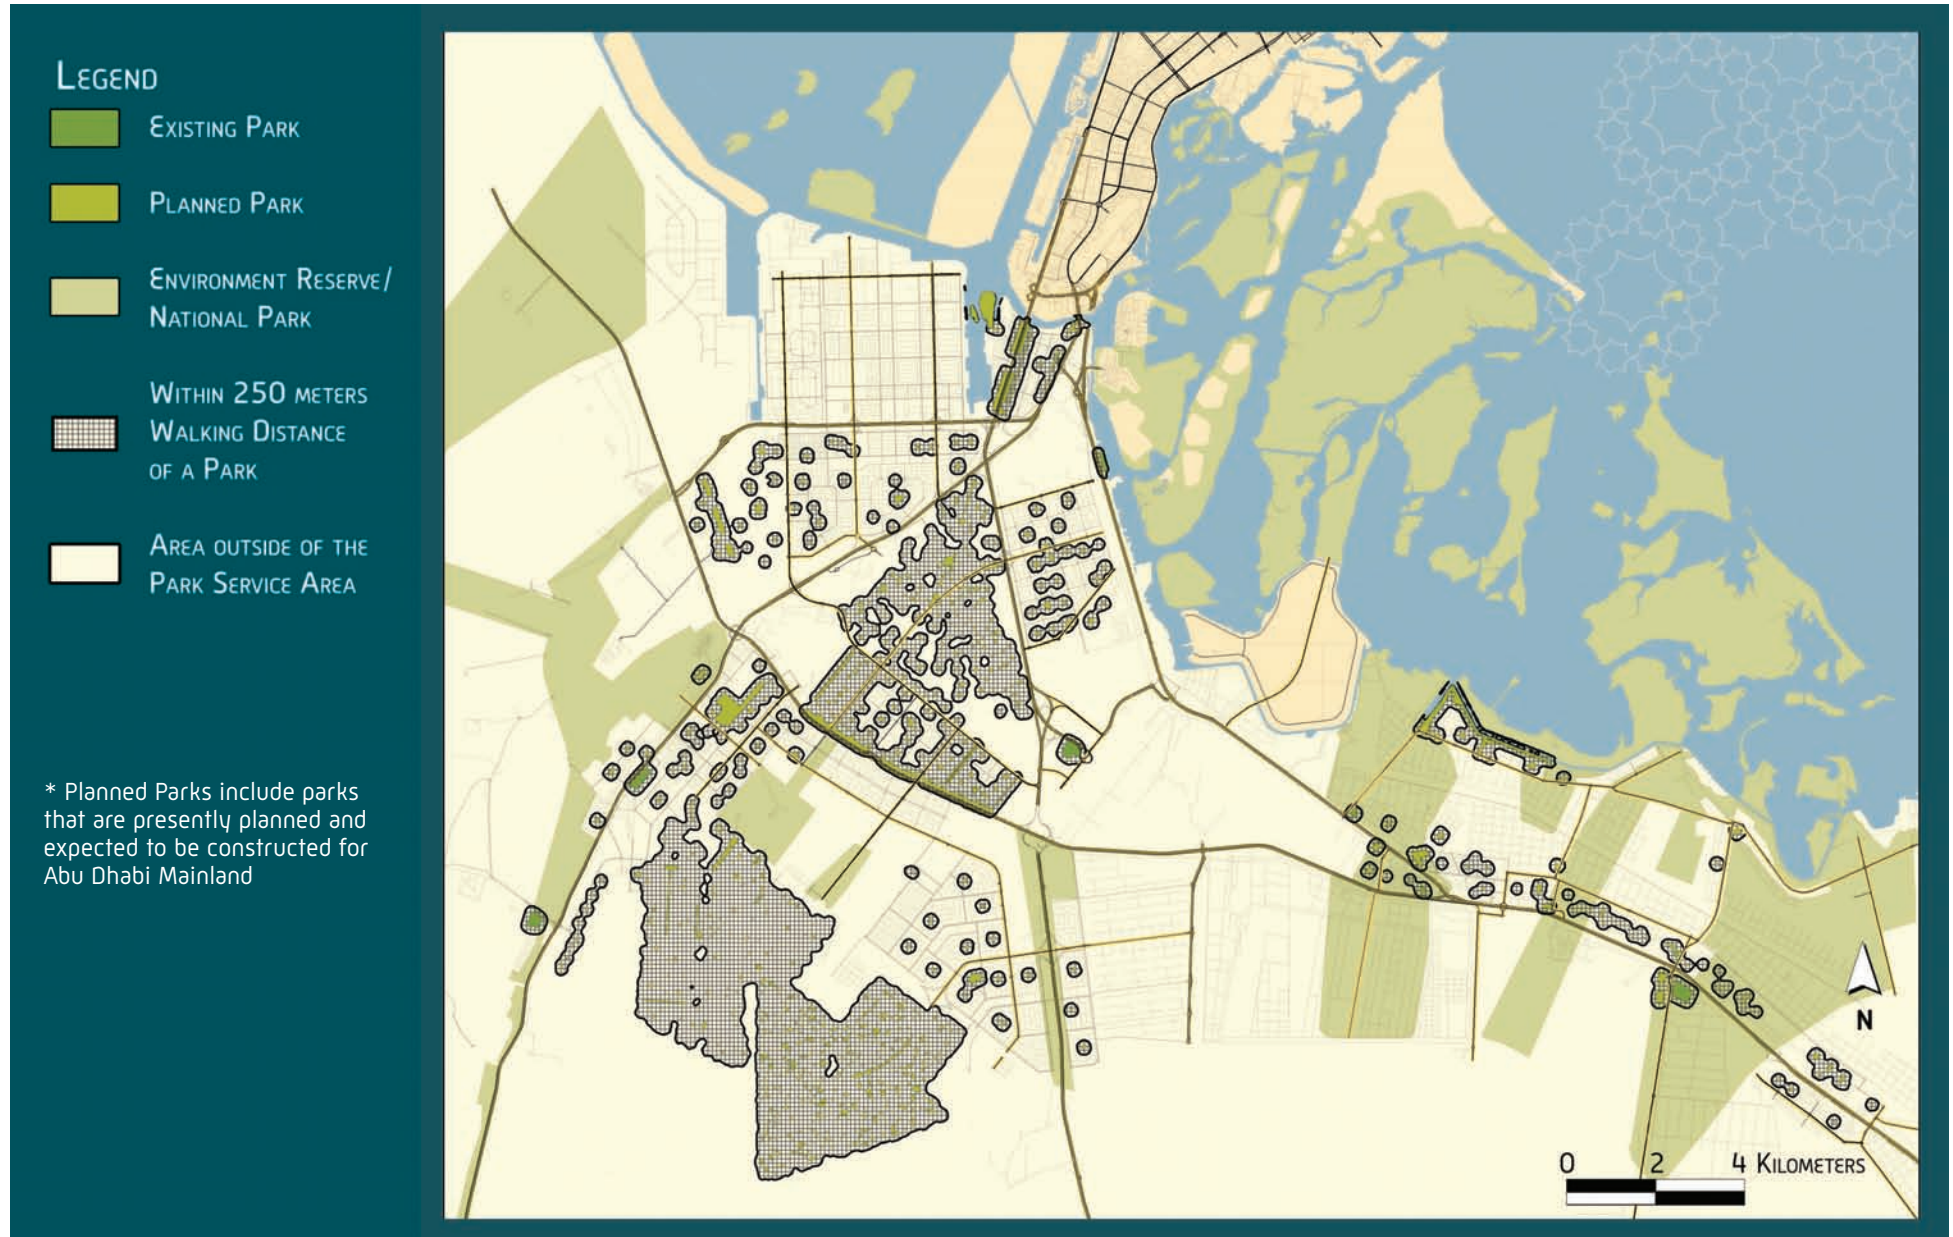 LEGEND
EXISTING PARK
PLANNED PARK
ENVIRONMENT RESERVE/
NATIONAL PARK
WITHIN 250 METERS
WALKING DISTANCE
OF A PARK
AREA OUTSIDE OF THE
PARK SERVICE AREA
* Planned Parks include parks
that are presently planned and
expected to be constructed for
Abu Dhabi Mainland
N
0 2 4 KILOMETERS